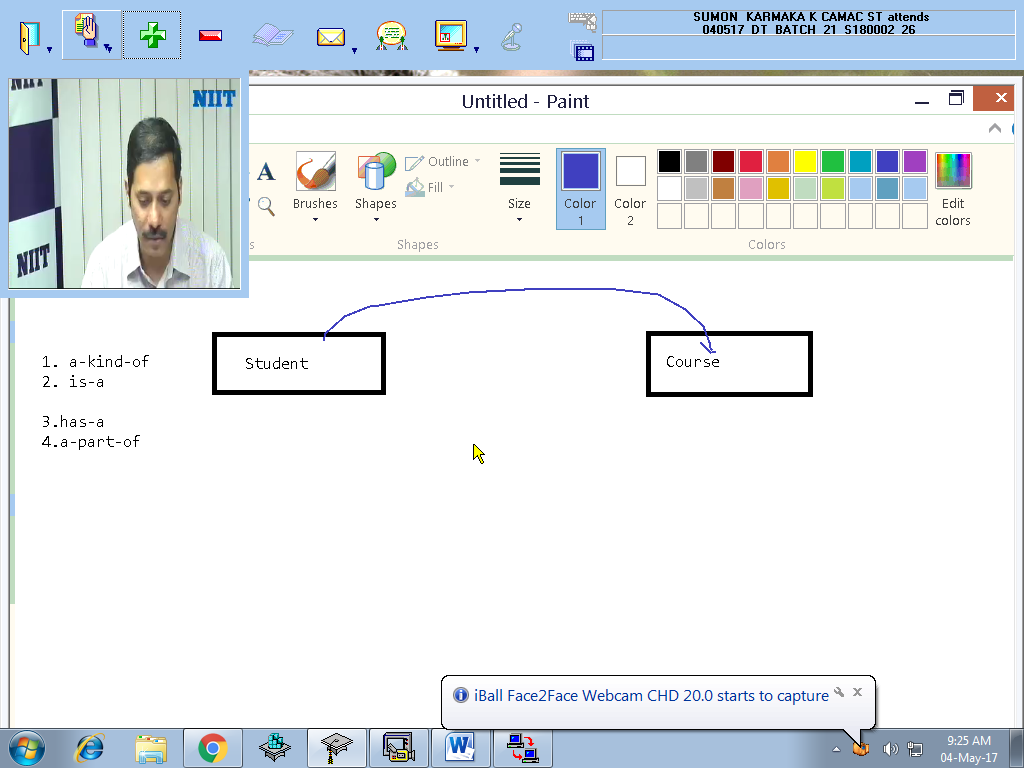 SUMON KARMAKA K CAMAC ST attends
040517 DT BATCH 21 S180002 26
NIIT
NIIT
NIIT
Untitled - Paint
A
Outline
Fill
Brushes
Shapes
Size
Color
1
Color
2
Edit
colors
s
Shapes
Colors
1. a-kind-of
2. is-a
3.has-a
4.a-part-of
Student
Course
iBall Face2Face Webcam CHD 20.0 starts to capture
9:25 AM
04-May-17